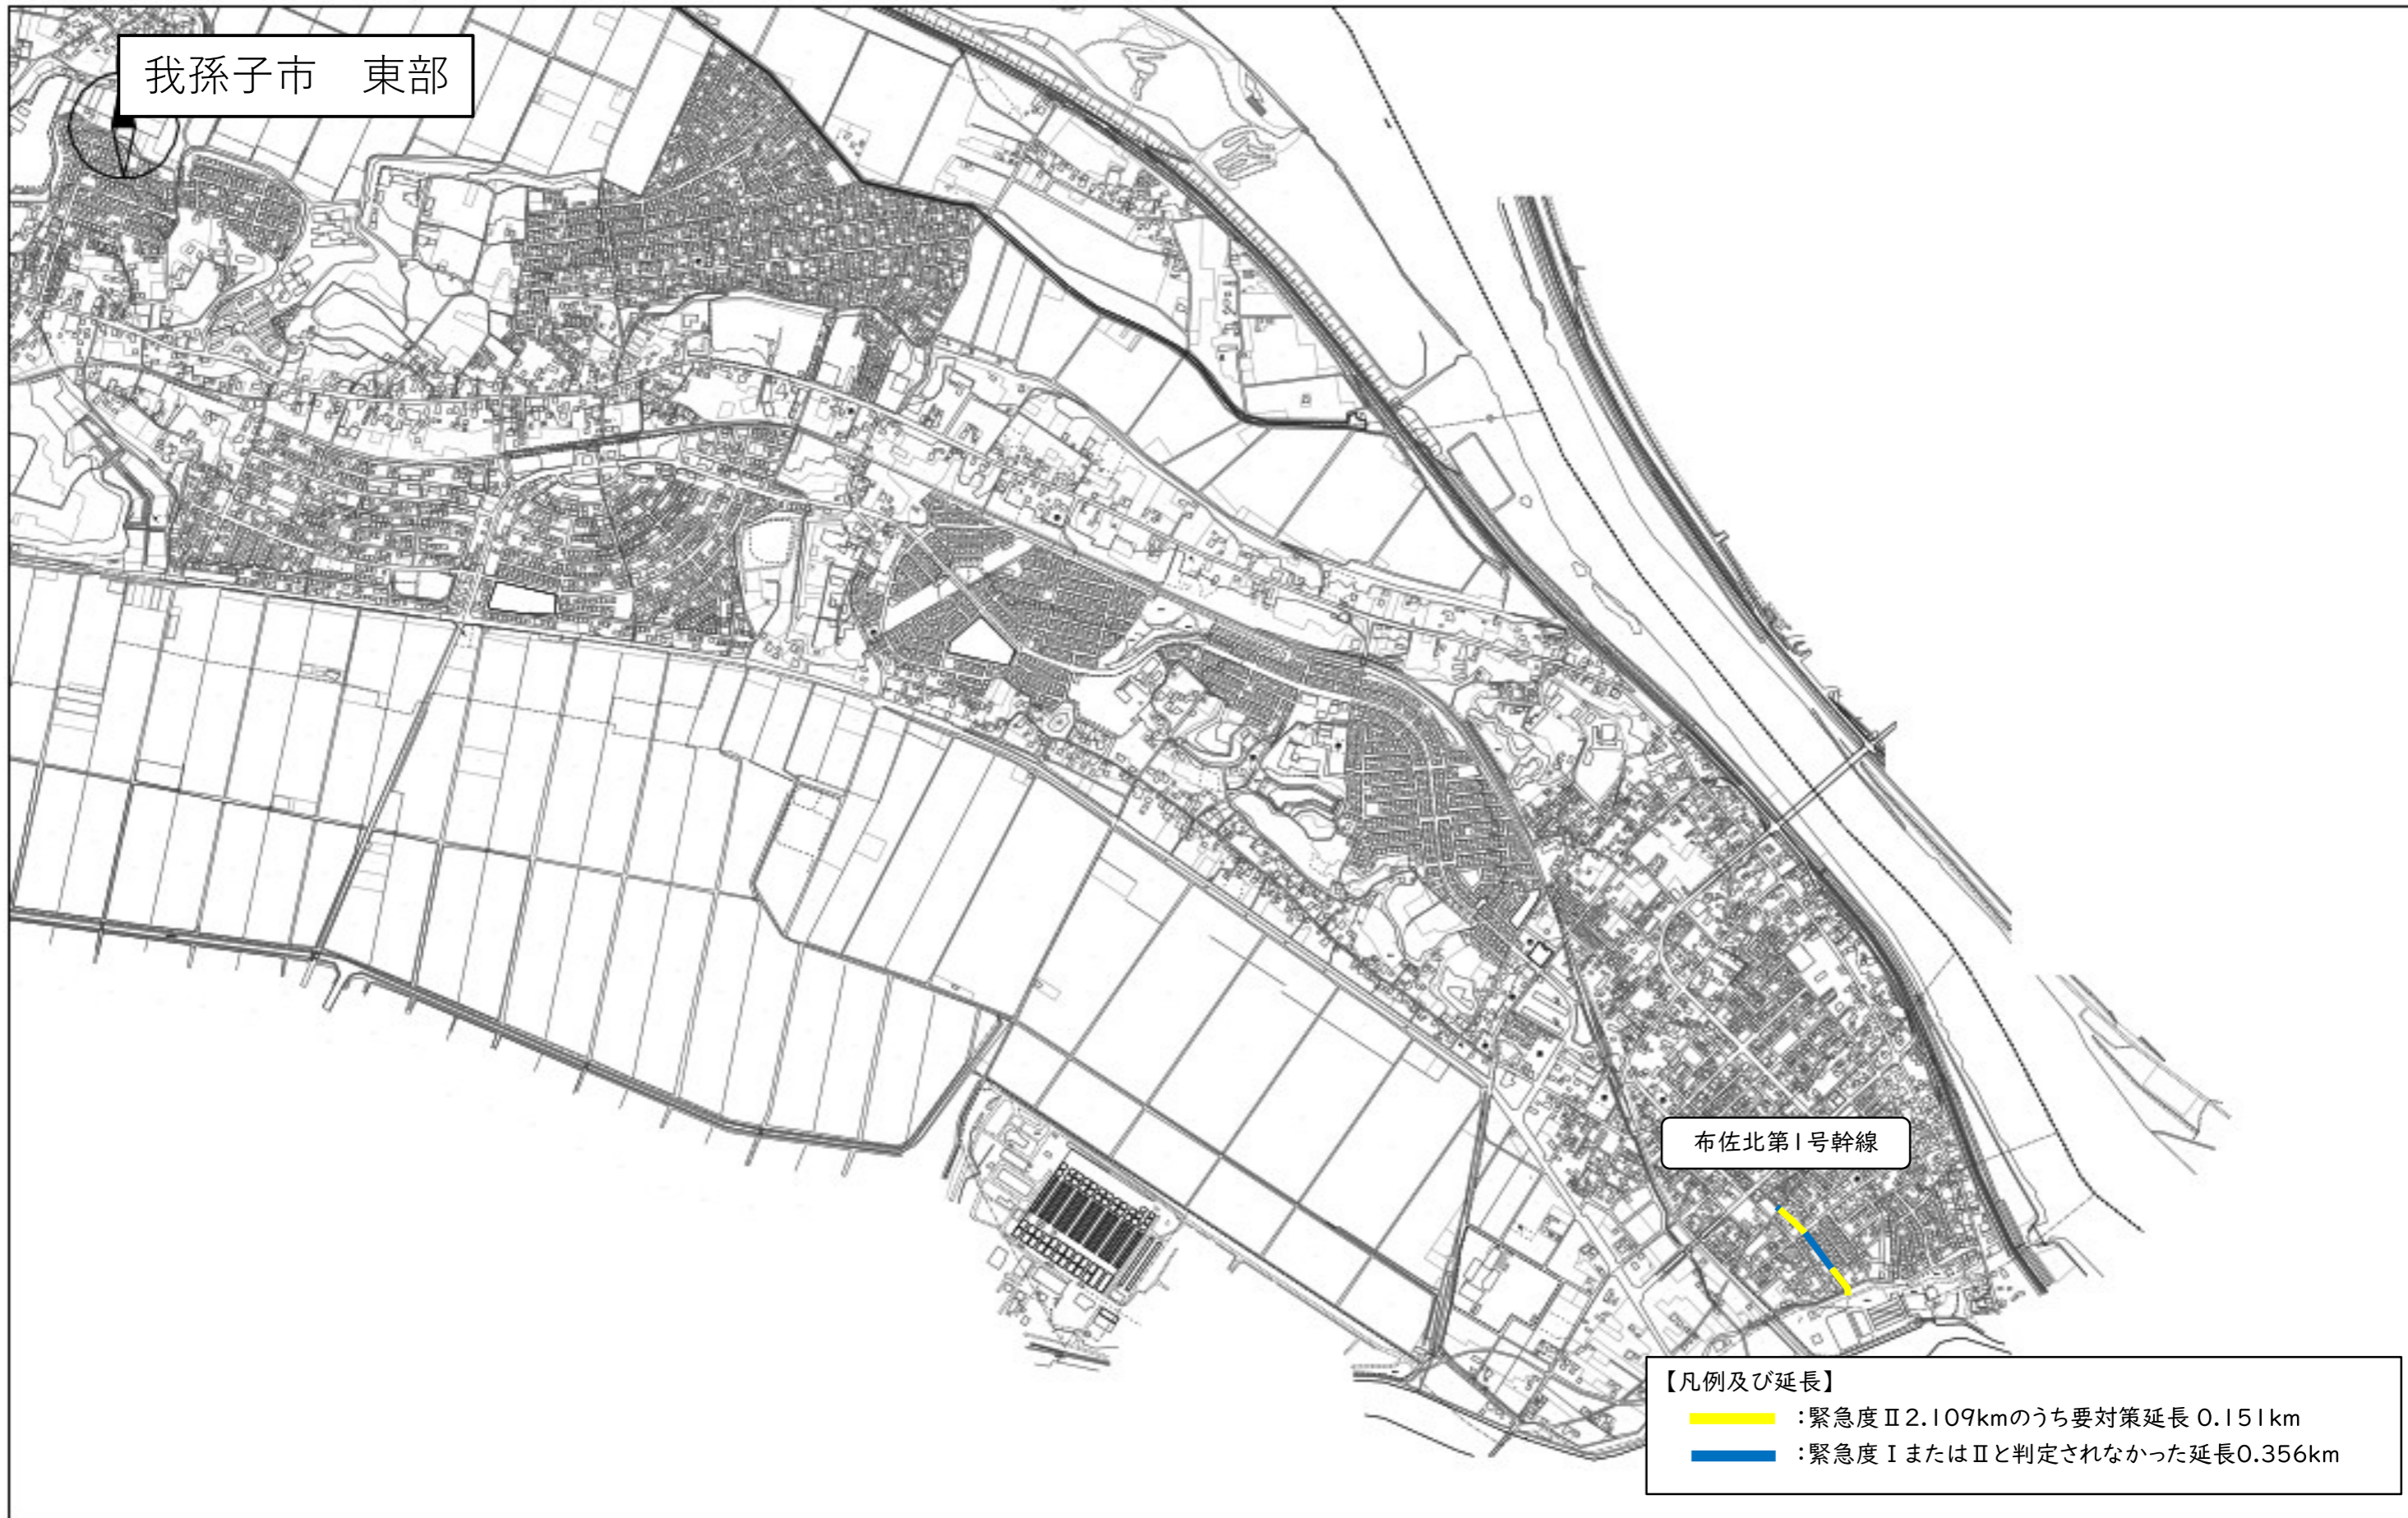 我孫子市　東部
布佐北第1号幹線
【凡例及び延長】
：緊急度Ⅱ2.109kmのうち要対策延長 0.151km
：緊急度ⅠまたはⅡと判定されなかった延長0.356km